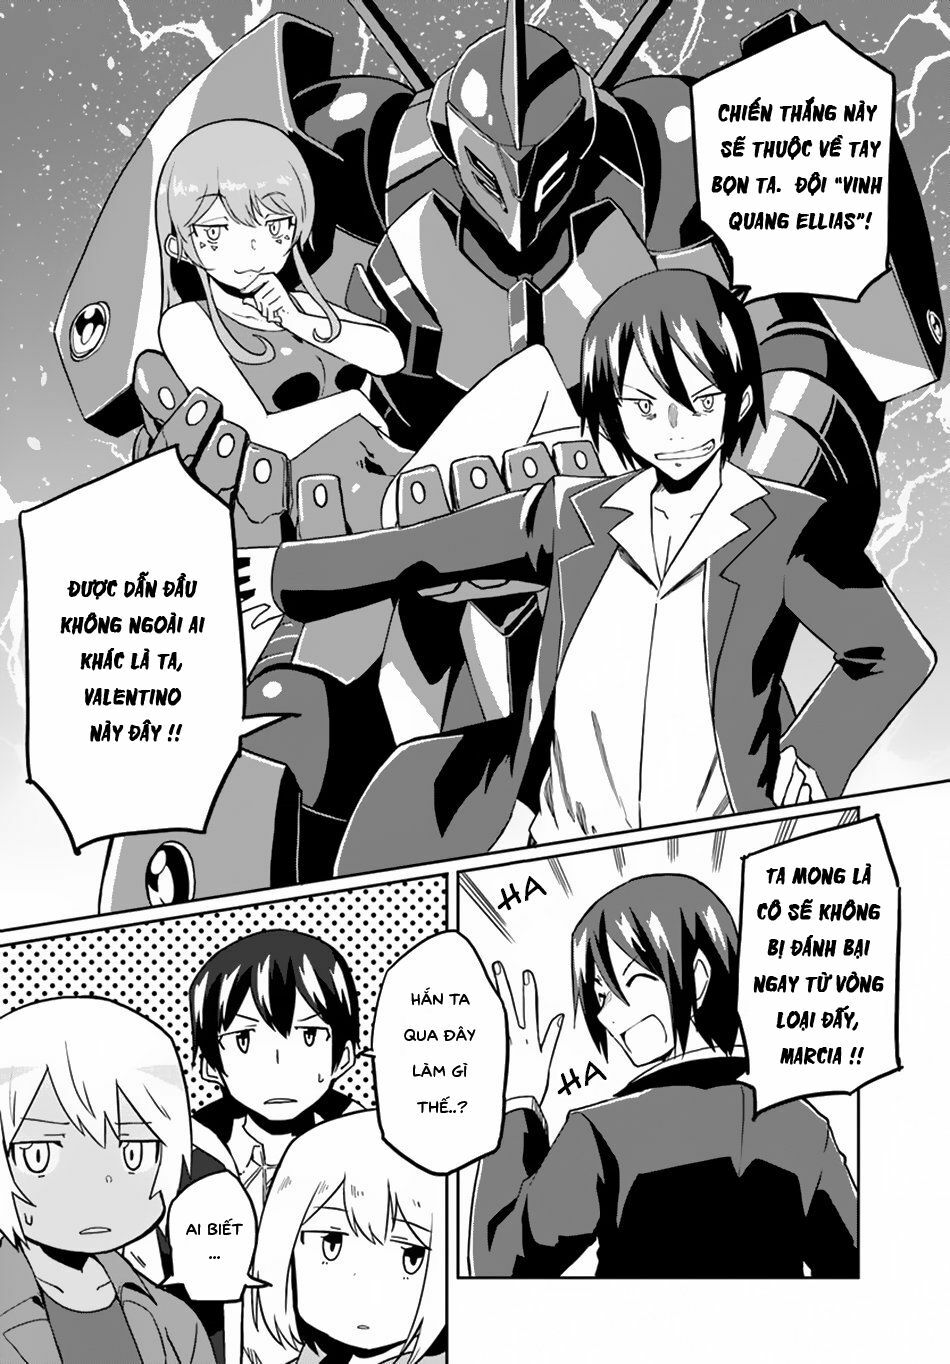 CHIẾN THẮNG NÀY
SẼ THUỘC VỀ TAY
BỌN TA. ĐỘI "VINH
QUANG ELLIAS"!
ĐƯỢC DẪN ĐẦU
KHÔNG NGOÀI AI
KHÁC LÀ TA,
VALENTINO
NÀY ĐÂY !!
TA MONG LÀ
CÔ SẼ KHÔNG
BỊ ĐÁNH BẠI
NGAY TỪ VÒNG
LOẠI ĐẤY,
MARCIA !!
HA
HA
HẮN TA
QUA ĐÂY
LÀM GÌ
THẾ..?
AI BIẾT
...